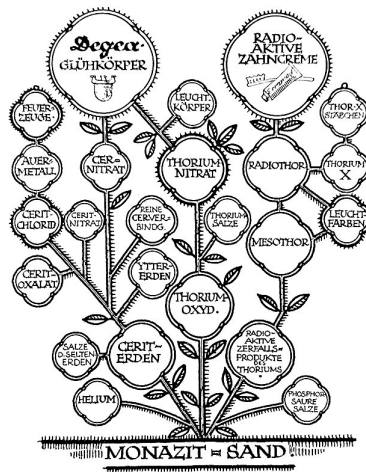 Degea-
GLÜHKÖRPER
RADIO-
AKTIVE
ZAHNCREME
LEUCHT-
KÖRPER
FEUER-
ZEUGE
THOR-X
STÄBCHEN
AUER-
METALL
CER=
NITRAT
THORIUM
NITRAT
RADIOTHOR
THORIUM
X
CERIT-
CHLORID
CERIT-
NITRAT
REINE
CERVER-
BINDG.
THORIUM
SALZE
LEUCHT-
FARBEN
MESOTHOR
CERIT-
OXALAT
YTTER-
ERDEN
THORIUM-
OXYD.
SALZE
D. SELTEN
ERDEN
CERIT-
ERDEN
RADIO-
AKTIVE
ZERFALLS=
PRODUKTE
DES
THORIUMS
HELIUM
PHOSPHOR
SAURE
SALZE
MONAZIT=SAND